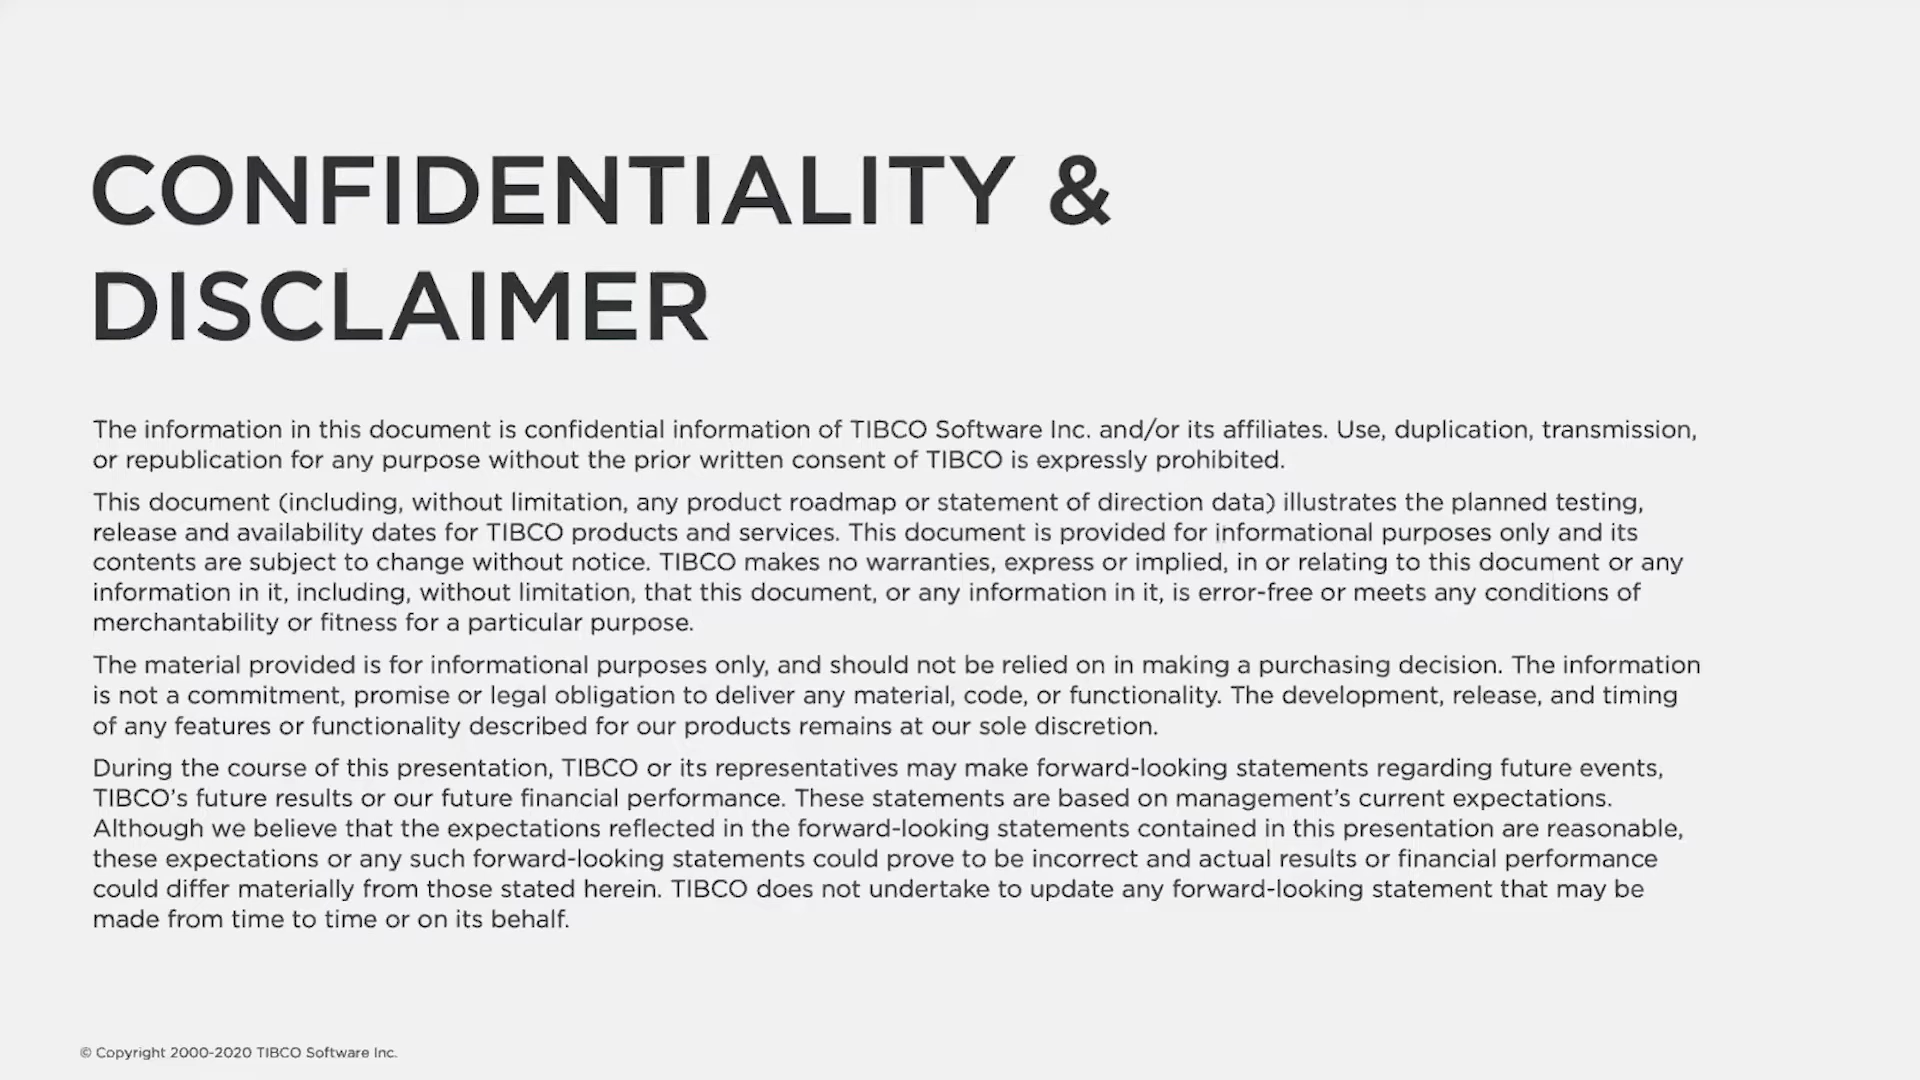 CONFIDENTIALITY &
DISCLAIMER
The information in this document is confidential information of TIBCO Software Inc. and/or its affiliates. Use, duplication, transmission,
or republication for any purpose without the prior written consent of TIBCO is expressly prohibited.
This document (including, without limitation, any product roadmap or statement of direction data) illustrates the planned testing,
release and availability dates for TIBCO products and services. This document is provided for informational purposes only and its
contents are subject to change without notice. TIBCO makes no warranties, express or implied, in or relating to this document or any
information in it, including, without limitation, that this document, or any information in it, is error-free or meets any conditions of
merchantability or fitness for a particular purpose.
The material provided is for informational purposes only, and should not be relied on in making a purchasing decision. The information
is not a commitment, promise or legal obligation to deliver any material, code, or functionality. The development, release, and timing
of any features or functionality described for our products remains at our sole discretion.
During the course of this presentation, TIBCO or its representatives may make forward-looking statements regarding future events,
TIBCO’s future results or our future financial performance. These statements are based on management’s current expectations.
Although we believe that the expectations reflected in the forward-looking statements contained in this presentation are reasonable,
these expectations or any such forward-looking statements could prove to be incorrect and actual results or financial performance
could differ materially from those stated herein. TIBCO does not undertake to update any forward-looking statement that may be
made from time to time or on its behalf.
© Copyright 2000-2020 TIBCO Software Inc.